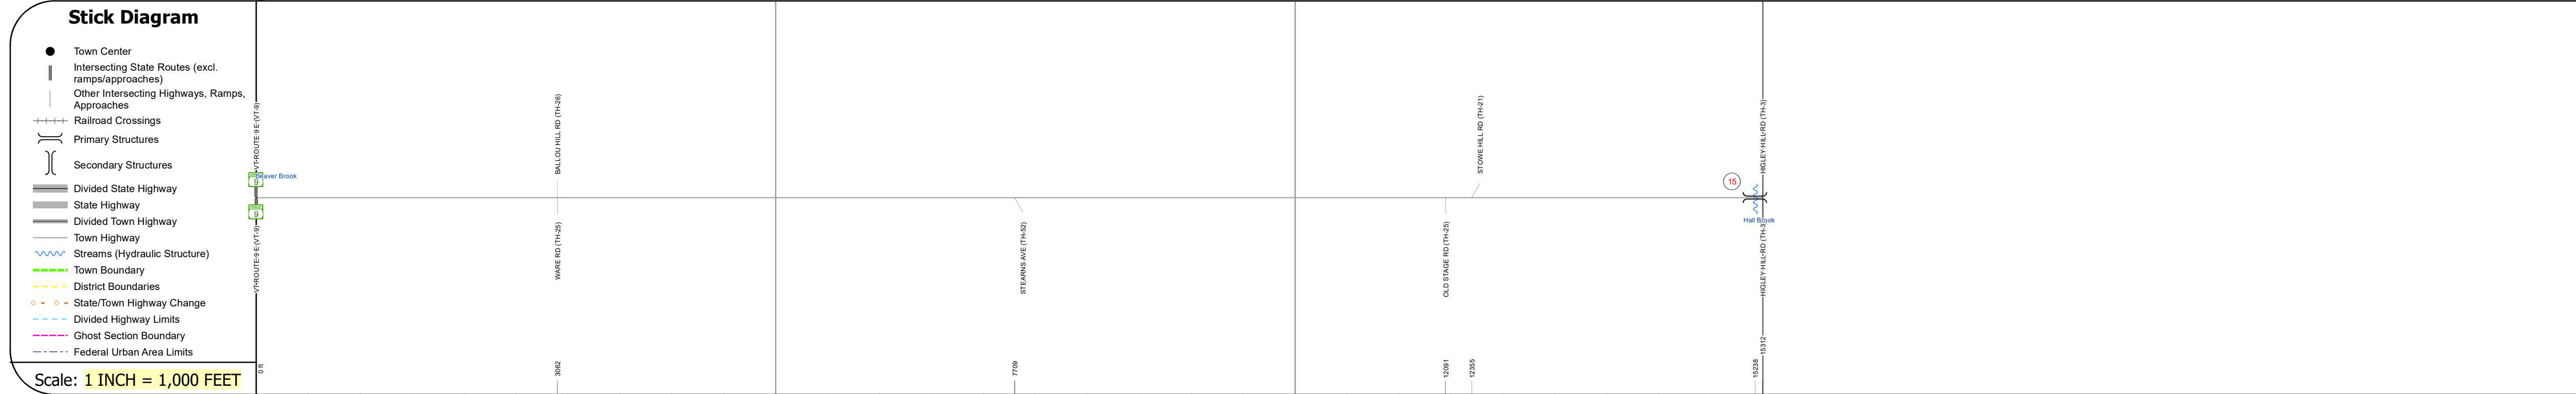 Stick Diagram
Town Center
Intersecting State Routes (excl.
ramps/approaches)
Other Intersecting Highways, Ramps,
Approaches
Railroad Crossings
Primary Structures
Secondary Structures
Divided State Highway
State Highway
Divided Town Highway
Town Highway
Streams (Hydraulic Structure)
Town Boundary
District Boundaries
State/Town Highway Change
Divided Highway Limits
Ghost Section Boundary
Federal Urban Area Limits
Scale: 1 INCH = 1,000 FEET
VT-ROUTE-9 E (VT-9)
9
Beaver Brook
9
VT-ROUTE-9 E (VT-9)
0 ft
BALLOU HILL RD (TH-26)
WARE RD (TH-25)
3062
STEARNS AVE (TH-52)
7709
OLD STAGE RD (TH-25)
12091
STOWE HILL RD (TH-21)
12355
15
HIGLEY-HILL-RD (TH-3)
Hall Brook
HIGLEY-HILL-RD (TH-3)
15238
15312